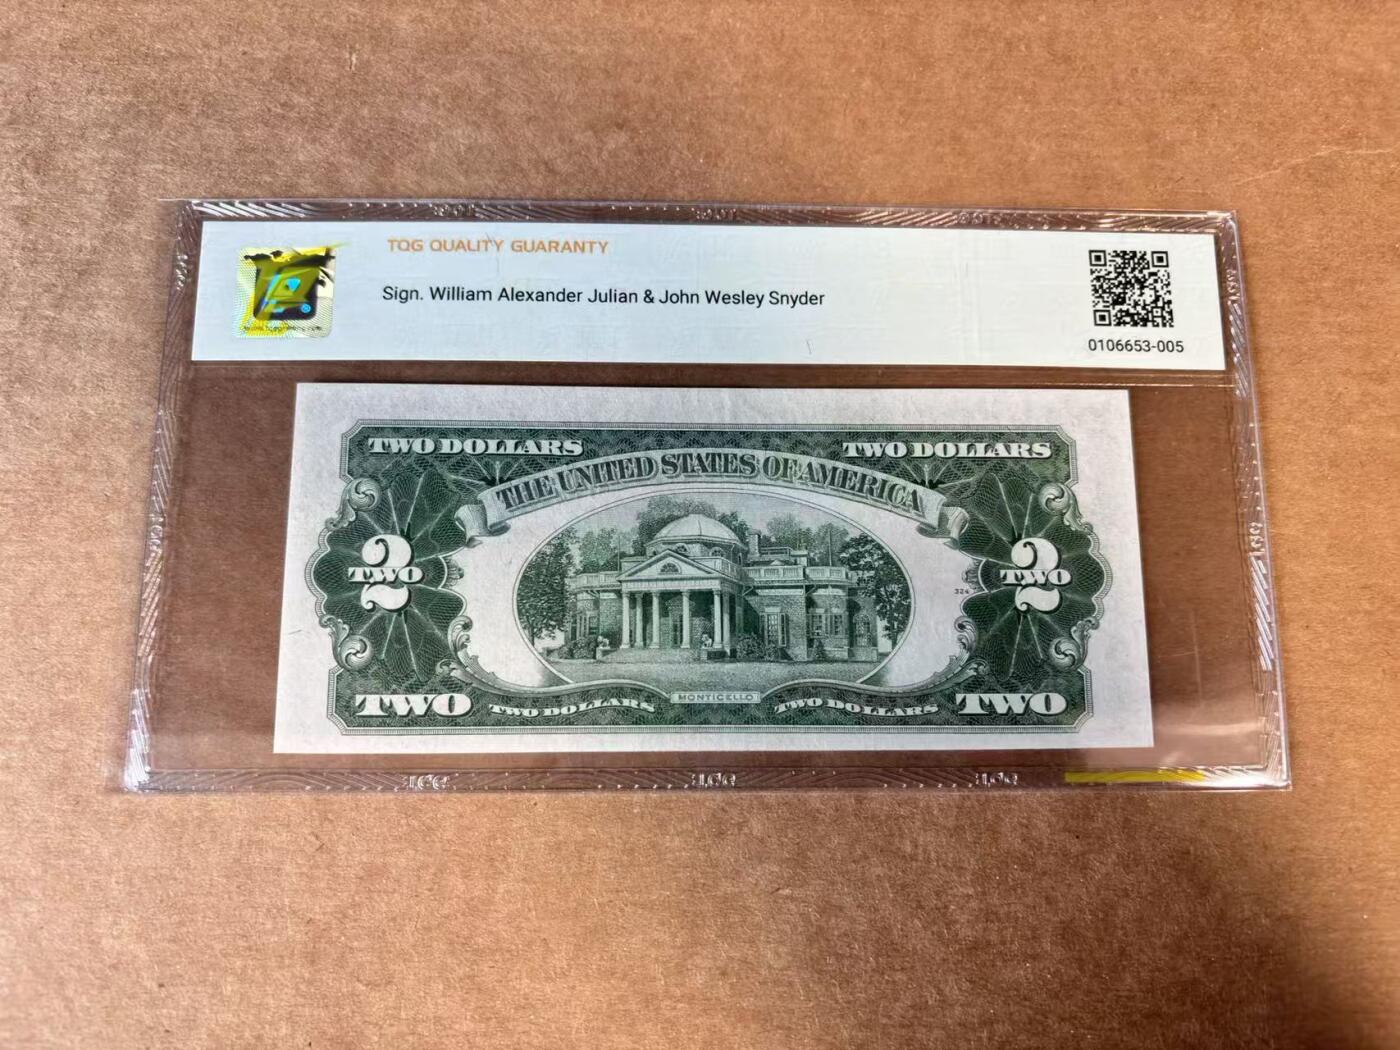 TQG QUALITY GUARANTY
Sign. William Alexander Julian & John Wesley Snyder
0106653-005
TWO DOLLARS TWO DOLLARS
THE UNITED STATES OF AMERICA
2 2
TWO TWO
324
MONTICELLO
TWO TWO DOLLARS TWO DOLLARS TWO